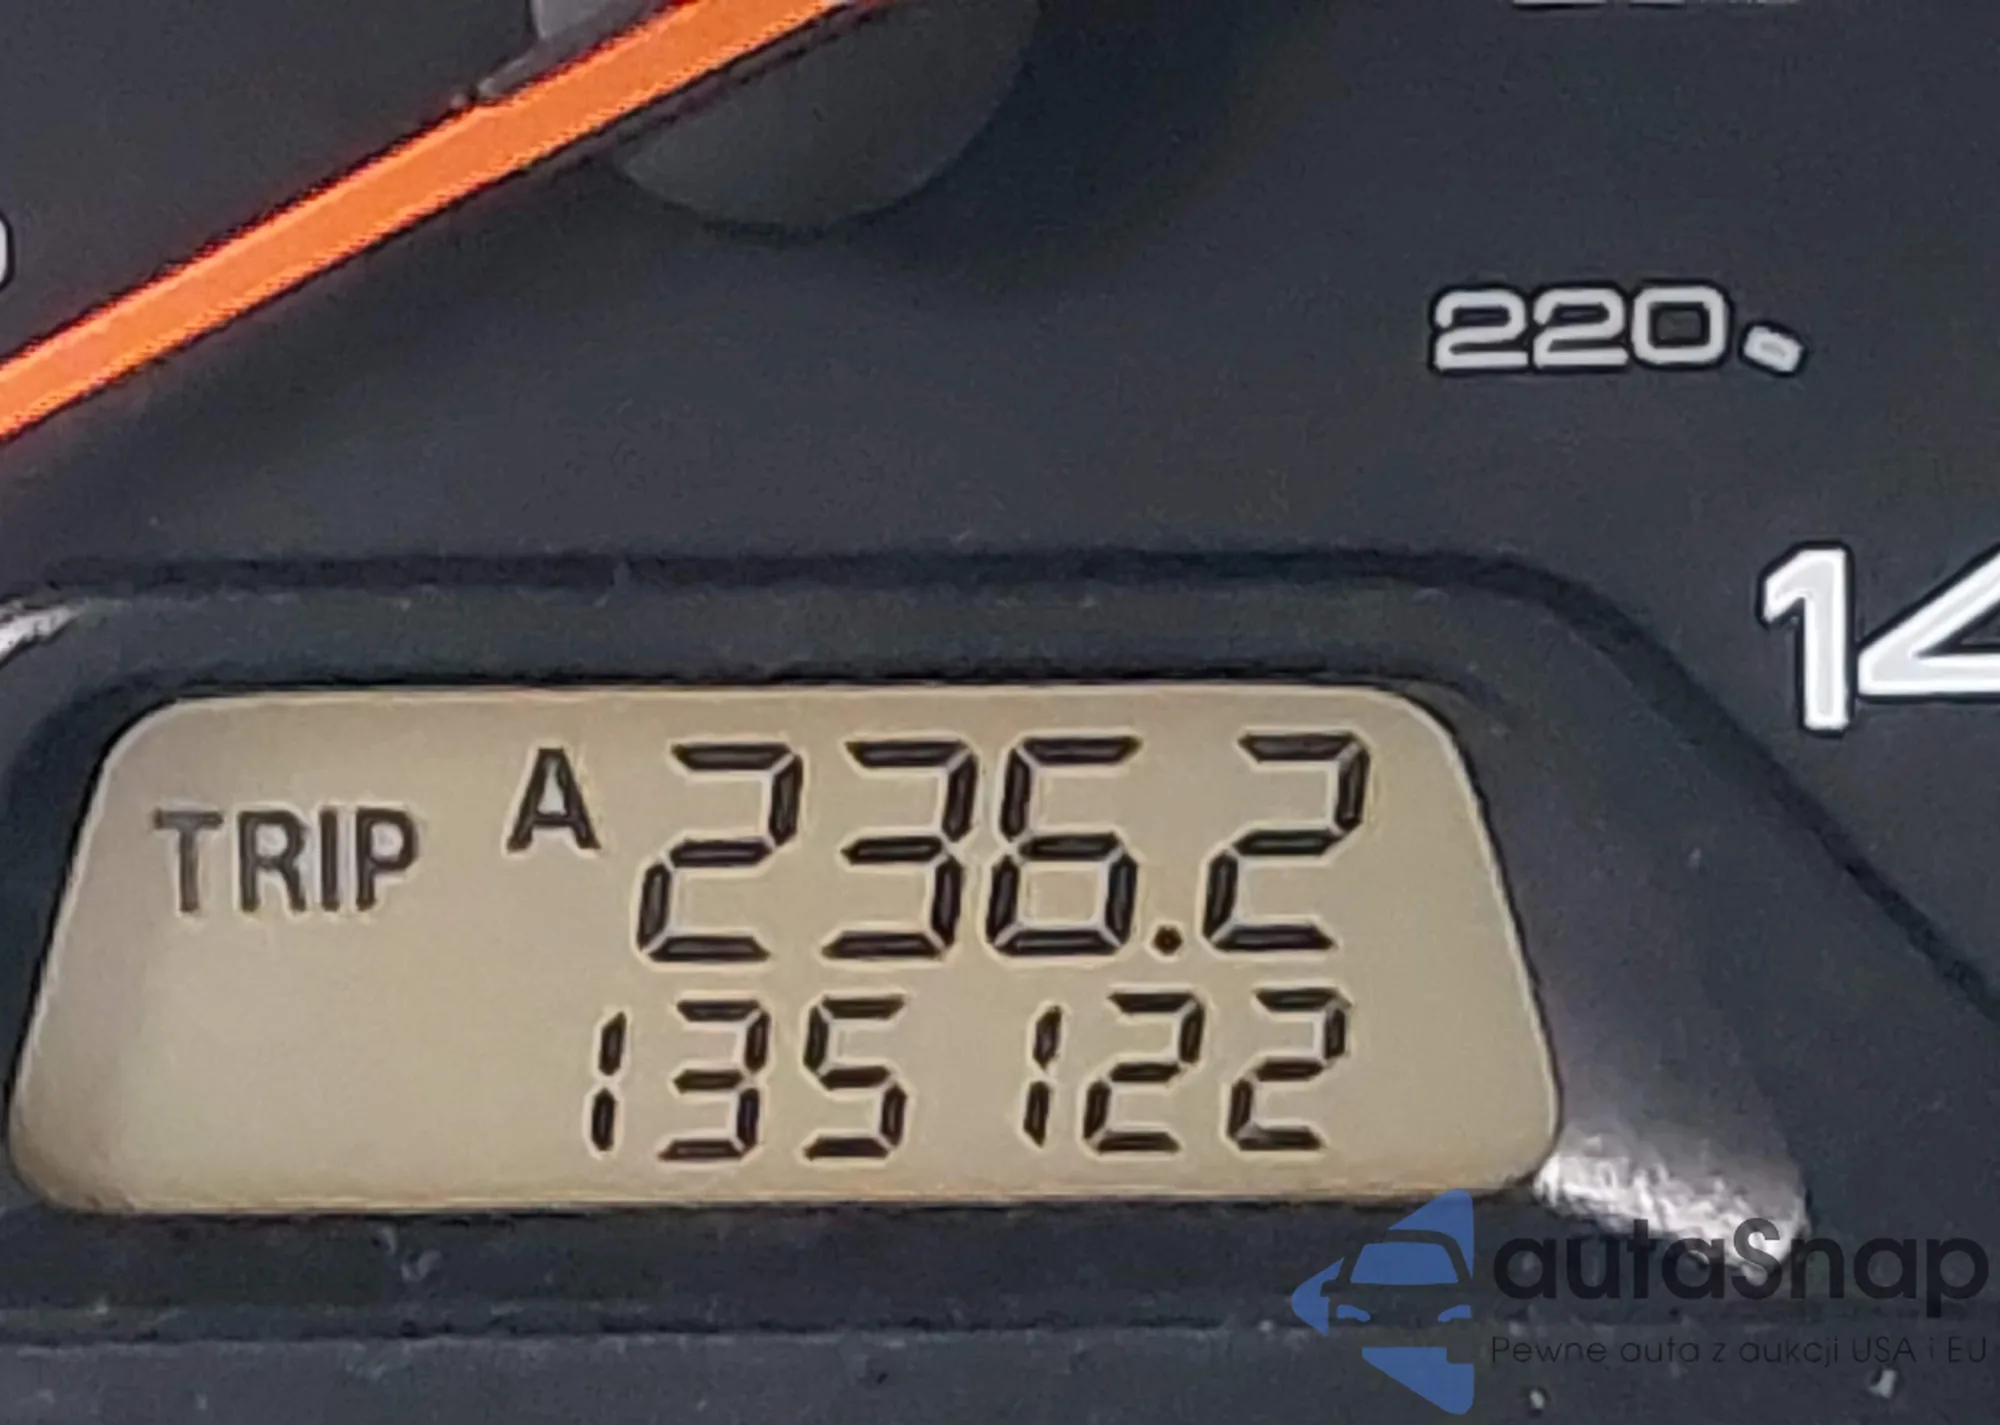 220
14
A 236.2
TRIP
135122
autaSnap
Pewne auta z aukcji USA i EU